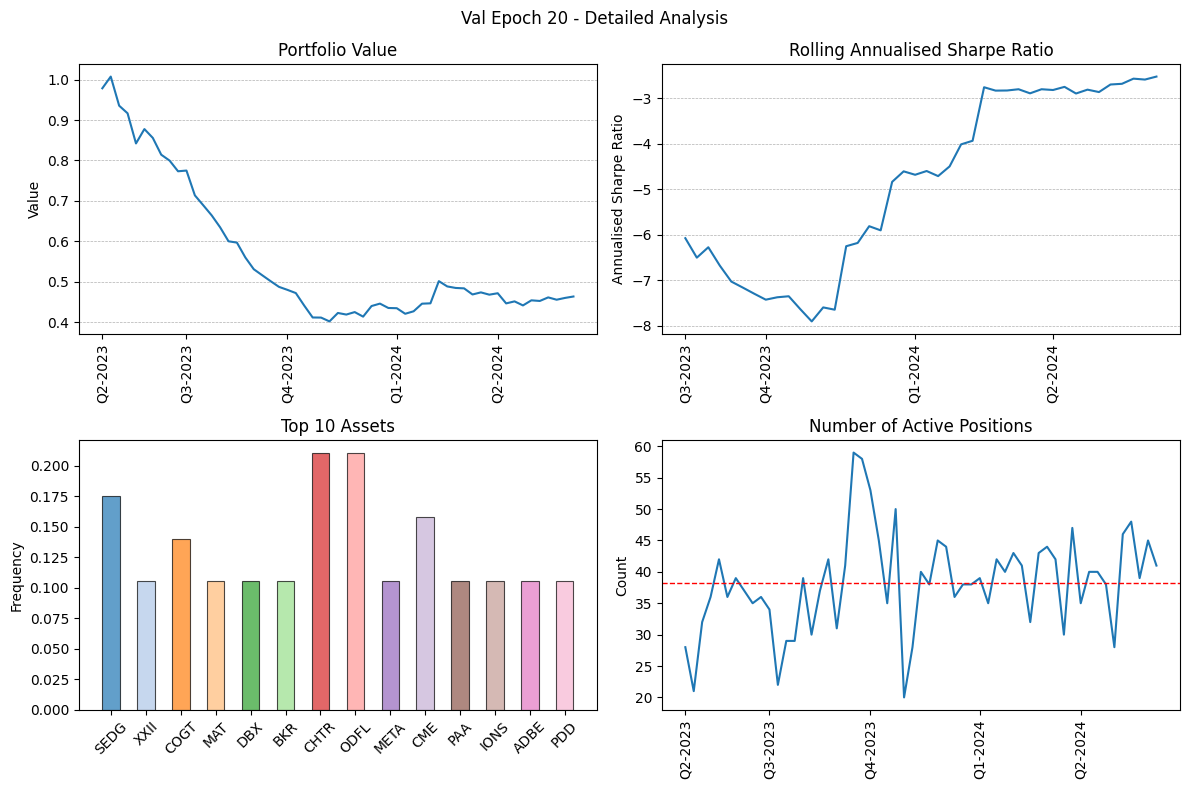 Val Epoch 20 - Detailed Analysis
Portfolio Value
Value
1.0
0.9
0.8
0.7
0.6
0.5
0.4
Q2-2023
Q3-2023
Q4-2023
Q1-2024
Q2-2024
Rolling Annualised Sharpe Ratio
Annualised Sharpe Ratio
−3
−4
−5
−6
−7
−8
Q3-2023
Q4-2023
Q1-2024
Q2-2024
Top 10 Assets
Frequency
0.200
0.175
0.150
0.125
0.100
0.075
0.050
0.025
0.000
SEDG
XXII
COGT
MAT
DBX
BKR
CHTR
ODFL
META
CME
PAA
IONS
ADBE
PDD
Number of Active Positions
Count
60
55
50
45
40
35
30
25
20
Q2-2023
Q3-2023
Q4-2023
Q1-2024
Q2-2024